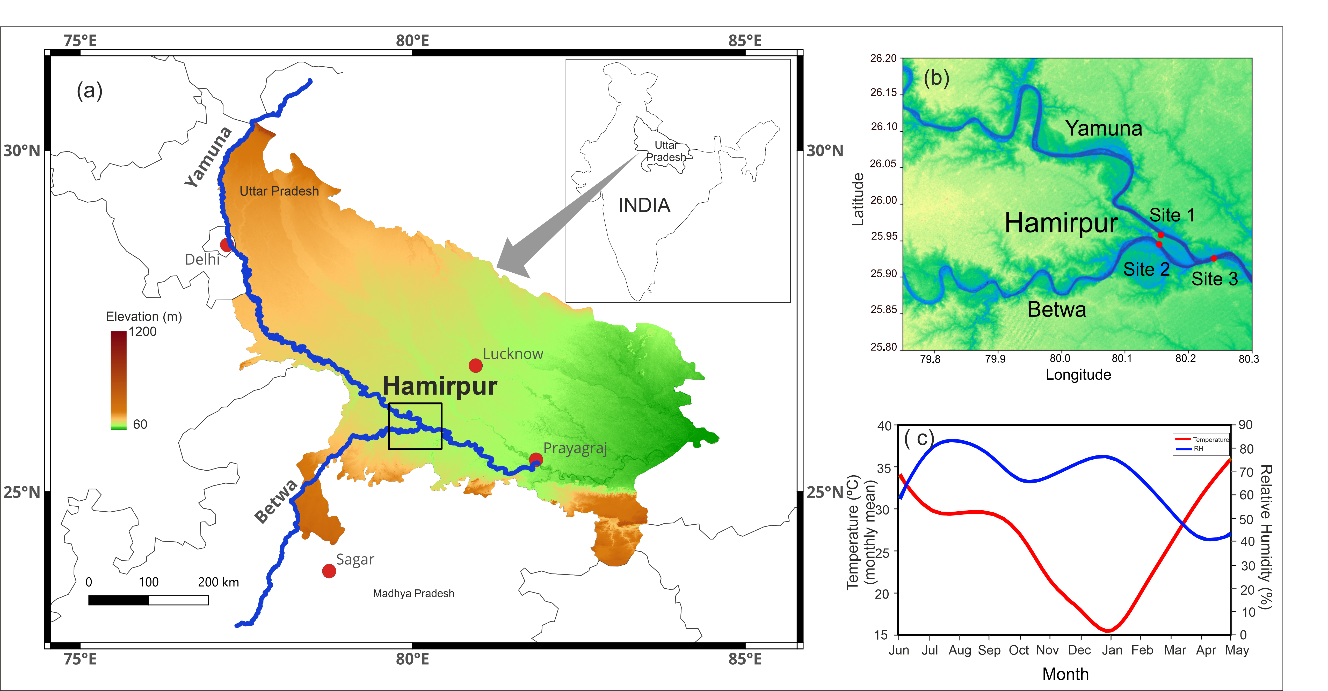 75°E
80°E
85°E
(a)
Yamuna
30°N
30°N
Uttar
Pradesh
Uttar Pradesh
INDIA
Delhi
Elevation (m)
1200
60
Lucknow
Hamirpur
Prayagraj
25°N
25°N
Betwa
Sagar
0 100 200 km
Madhya Pradesh
75°E
80°E
85°E
(b)
26.20
26.15
26.10
26.05
26.00
25.95
25.90
25.85
25.80
Latitude
Yamuna
Hamirpur
Site 1
Site 2
Site 3
Betwa
79.8 79.9 80.0 80.1 80.2 80.3
Longitude
(c)
Temperature
RH
40
35
30
25
20
15
Temperature (ºC)
(monthly mean)
90
80
70
60
50
40
30
20
10
0
Relative Humidity (%)
Jun Jul Aug Sep Oct Nov Dec Jan Feb Mar Apr May
Month